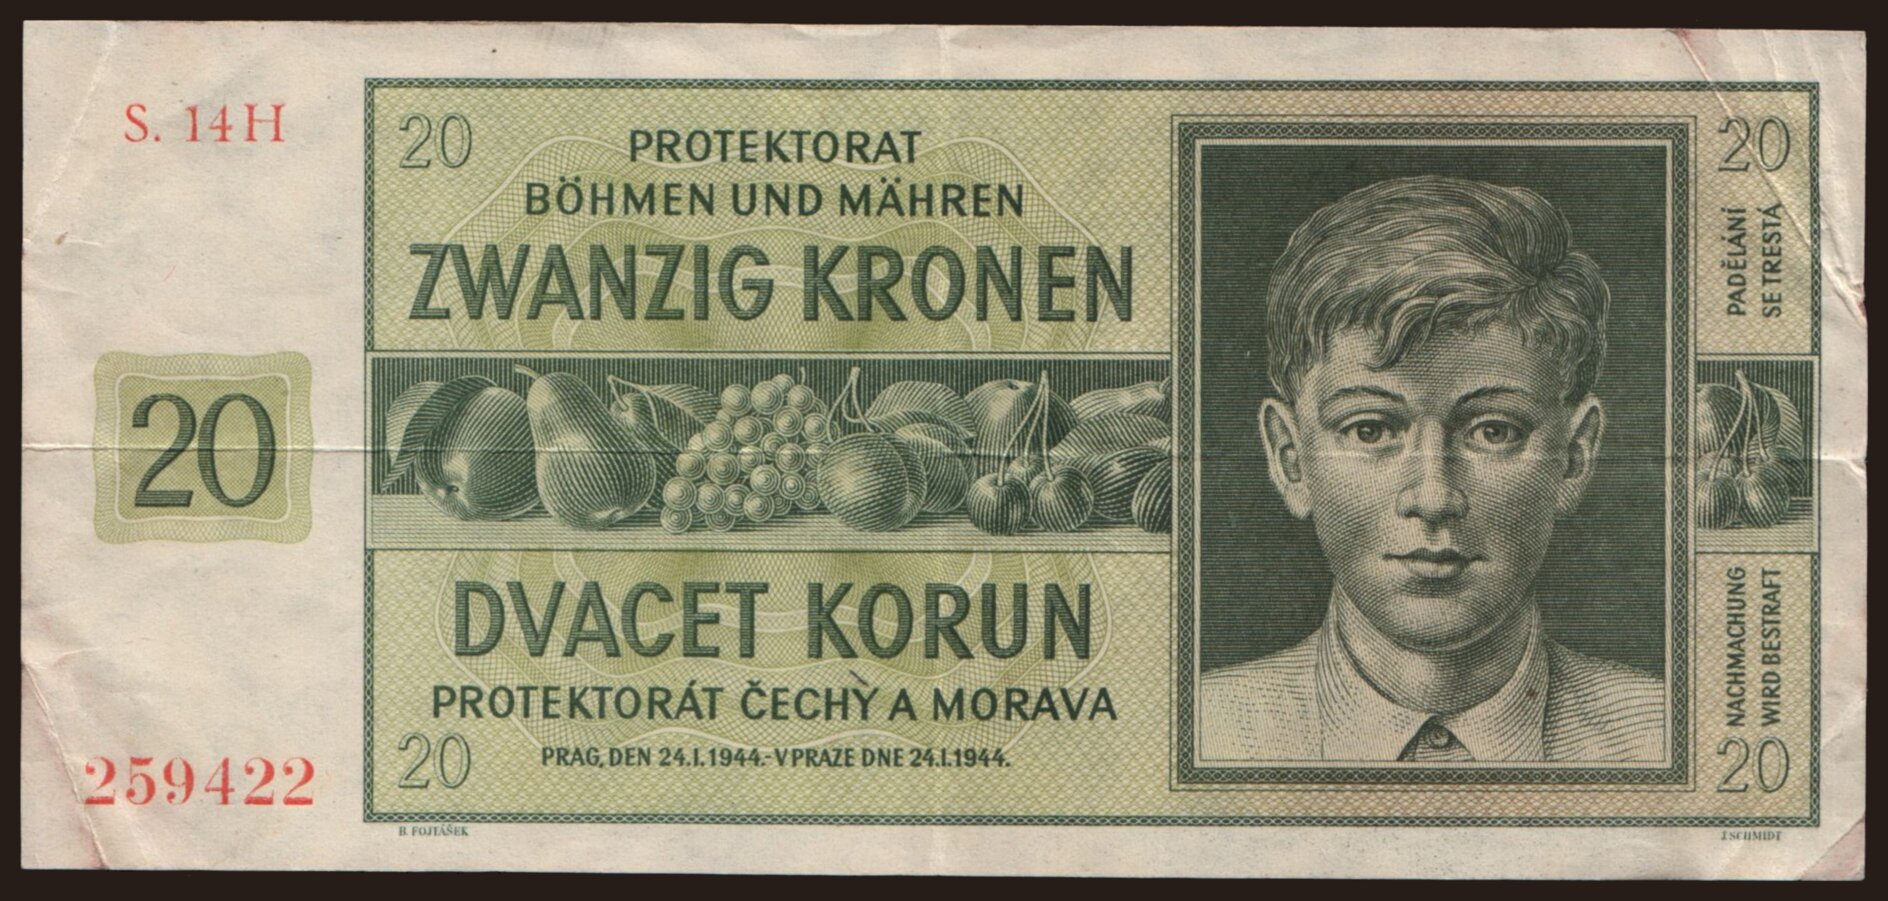 S. 14H
20
PROTEKTORAT
BÖHMEN UND MÄHREN
ZWANZIG KRONEN
20
PADĚLÁNÍ
SE TRESTÁ
20
DVACET KORUN
PROTEKTORÁT ČECHY A MORAVA
PRAG, DEN 24.I.1944.-V PRAZE DNE 24.I.1944.
20
259422
NACHMACHUNG
WIRD BESTRAFT
20
B. FOJTÁŠEK
J. SCHMIDT